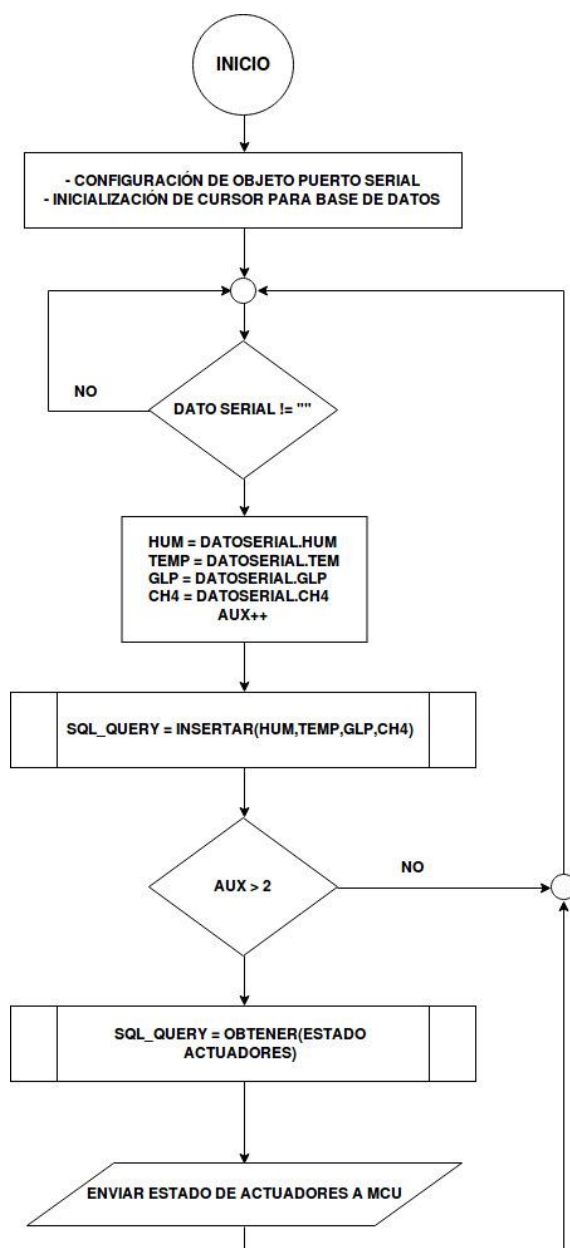 INICIO
- CONFIGURACIÓN DE OBJETO PUERTO SERIAL
- INICIALIZACIÓN DE CURSOR PARA BASE DE DATOS
NO
DATO SERIAL != ""
HUM = DATOSERIAL.HUM
TEMP = DATOSERIAL.TEM
GLP = DATOSERIAL.GLP
CH4 = DATOSERIAL.CH4
AUX++
SQL_QUERY = INSERTAR(HUM,TEMP,GLP,CH4)
AUX > 2
NO
SQL_QUERY = OBTENER(ESTADO
ACTUADORES)
ENVIAR ESTADO DE ACTUADORES A MCU